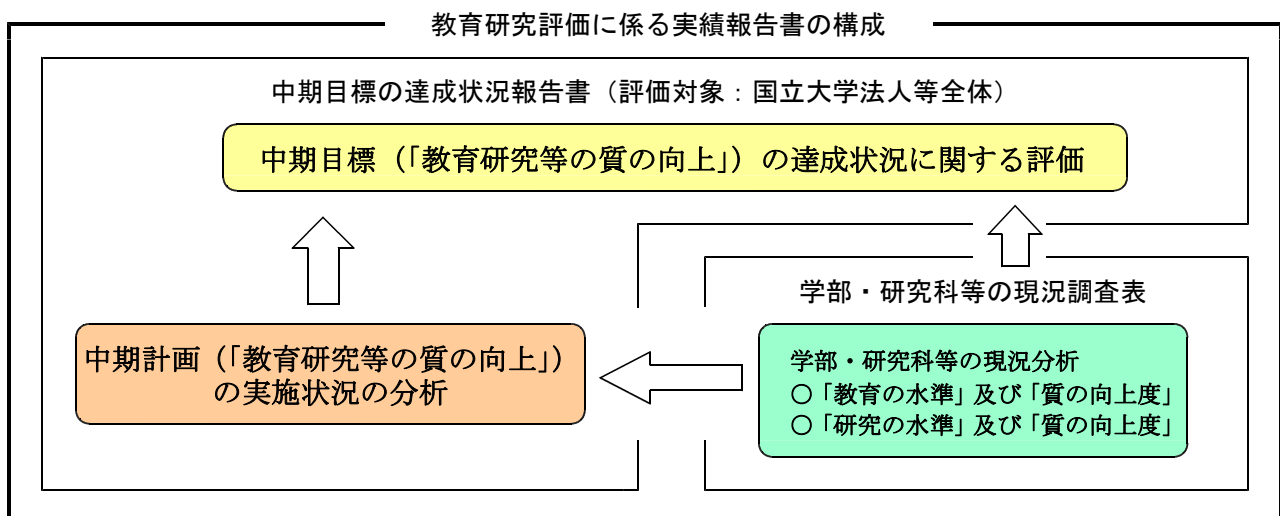 教育研究評価に係る実績報告書の構成
中期目標の達成状況報告書（評価対象：国立大学法人等全体）
中期目標（「教育研究等の質の向上」）の達成状況に関する評価
学部・研究科等の現況調査表
中期計画（「教育研究等の質の向上」）
の実施状況の分析
学部・研究科等の現況分析
○「教育の水準」及び「質の向上度」
○「研究の水準」及び「質の向上度」